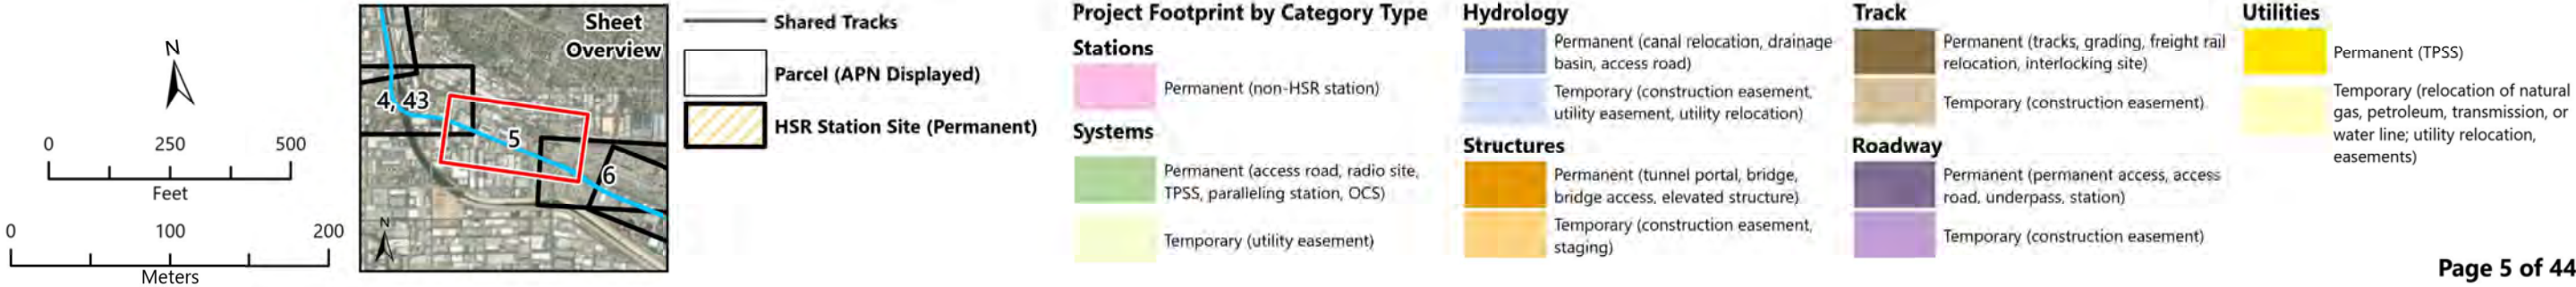 N
0 250 500
Feet
0 100 200
Meters
Sheet
Overview
4, 43
5
6
N
Shared Tracks
Parcel (APN Displayed)
HSR Station Site (Permanent)
Project Footprint by Category Type
Stations
Permanent (non-HSR station)
Systems
Permanent (access road, radio site,
TPSS, paralleling station, OCS)
Temporary (utility easement)
Hydrology
Permanent (canal relocation, drainage
basin, access road)
Temporary (construction easement,
utility easement, utility relocation)
Structures
Permanent (tunnel portal, bridge,
bridge access, elevated structure)
Temporary (construction easement,
staging)
Track
Permanent (tracks, grading, freight rail
relocation, interlocking site)
Temporary (construction easement)
Roadway
Permanent (permanent access, access
road, underpass, station)
Temporary (construction easement)
Utilities
Permanent (TPSS)
Temporary (relocation of natural
gas, petroleum, transmission, or
water line; utility relocation,
easements)
Page 5 of 44